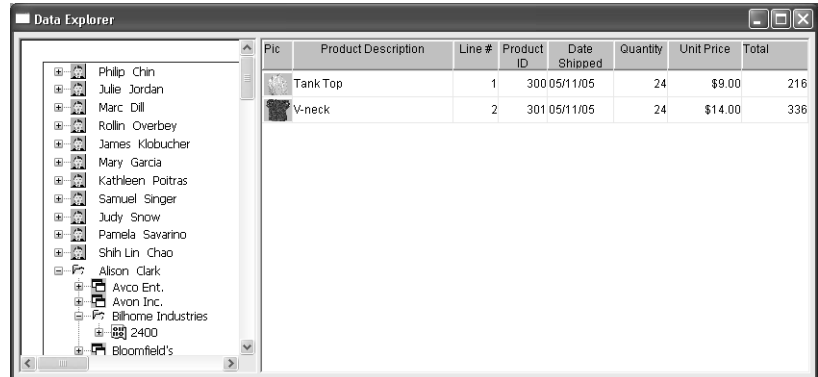 Data Explorer
Philip Chin
Julie Jordan
Marc Dill
Rollin Overbey
James Klobucher
Mary Garcia
Kathleen Poitras
Samuel Singer
Judy Snow
Pamela Savarino
Shih Lin Chao
Alison Clark
Avco Ent.
Avon Inc.
Bilhome Industries
2400
Bloomfield's
Pic Product Description Line # Product ID Date Shipped Quantity Unit Price Total
Tank Top 1 300 05/11/05 24 $9.00 216
V-neck 2 301 05/11/05 24 $14.00 336